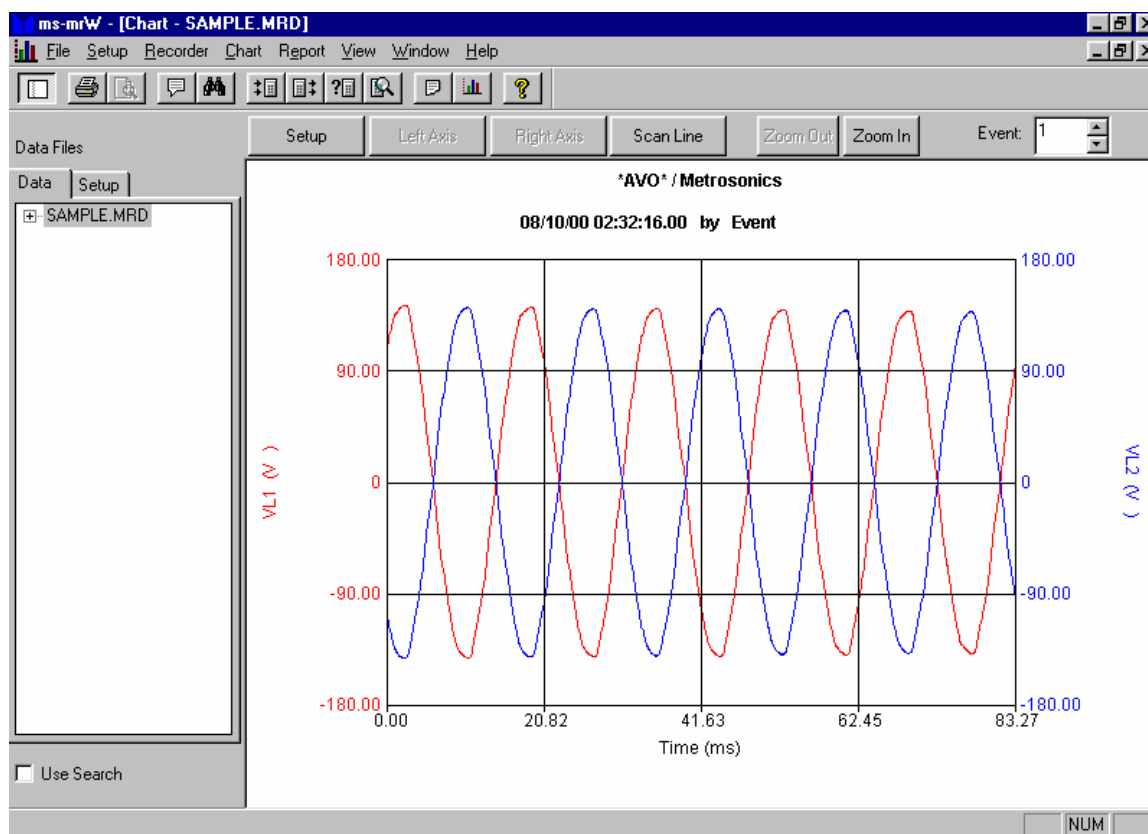 ms-mrW - [Chart - SAMPLE.MRD]
File Setup Recorder Chart Report View Window Help
Setup Left Axis Right Axis Scan Line Zoom Out Zoom In Event: 1
Data Files
Data Setup
SAMPLE.MRD
*AVO* / Metrosonics
08/10/00 02:32:16.00 by Event
180.00 180.00
90.00 90.00
VL1 (V ) 0 0 VL2 (V )
-90.00 -90.00
-180.00 -180.00
0.00 20.82 41.63 62.45 83.27
Time (ms)
Use Search
NUM